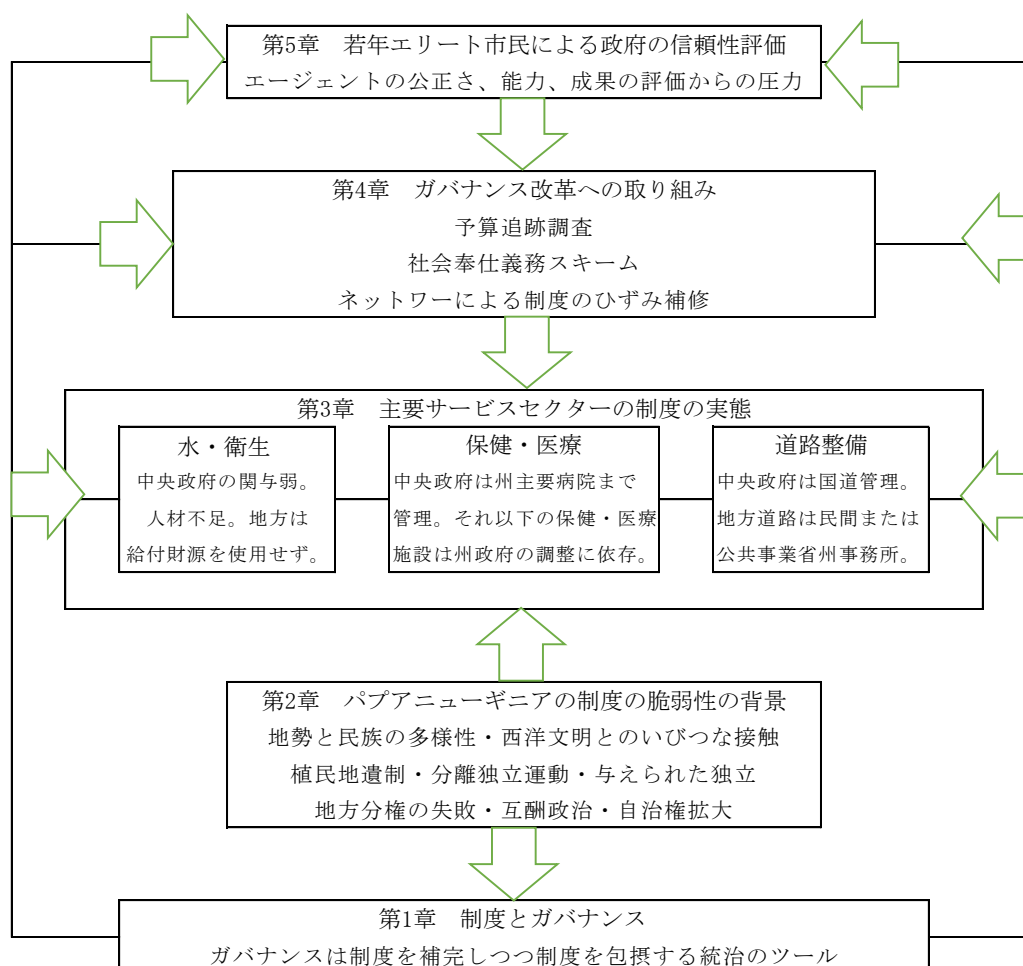 第5章 若年エリート市民による政府の信頼性評価
エージェントの公正さ、能力、成果の評価からの圧力
第4章 ガバナンス改革への取り組み
予算追跡調査
社会奉仕義務スキーム
ネットワーによる制度のひずみ補修
第3章 主要サービスセクターの制度の実態
水・衛生
中央政府の関与弱。
人材不足。地方は
給付財源を使用せず。
保健・医療
中央政府は州主要病院まで
管理。それ以下の保健・医療
施設は州政府の調整に依存。
道路整備
中央政府は国道管理。
地方道路は民間または
公共事業省州事務所。
第2章 パプアニューギニアの制度の脆弱性の背景
地勢と民族の多様性・西洋文明とのいびつな接触
植民地遺制・分離独立運動・与えられた独立
地方分権の失敗・互酬政治・自治権拡大
第1章 制度とガバナンス
ガバナンスは制度を補完しつつ制度を包摂する統治のツール